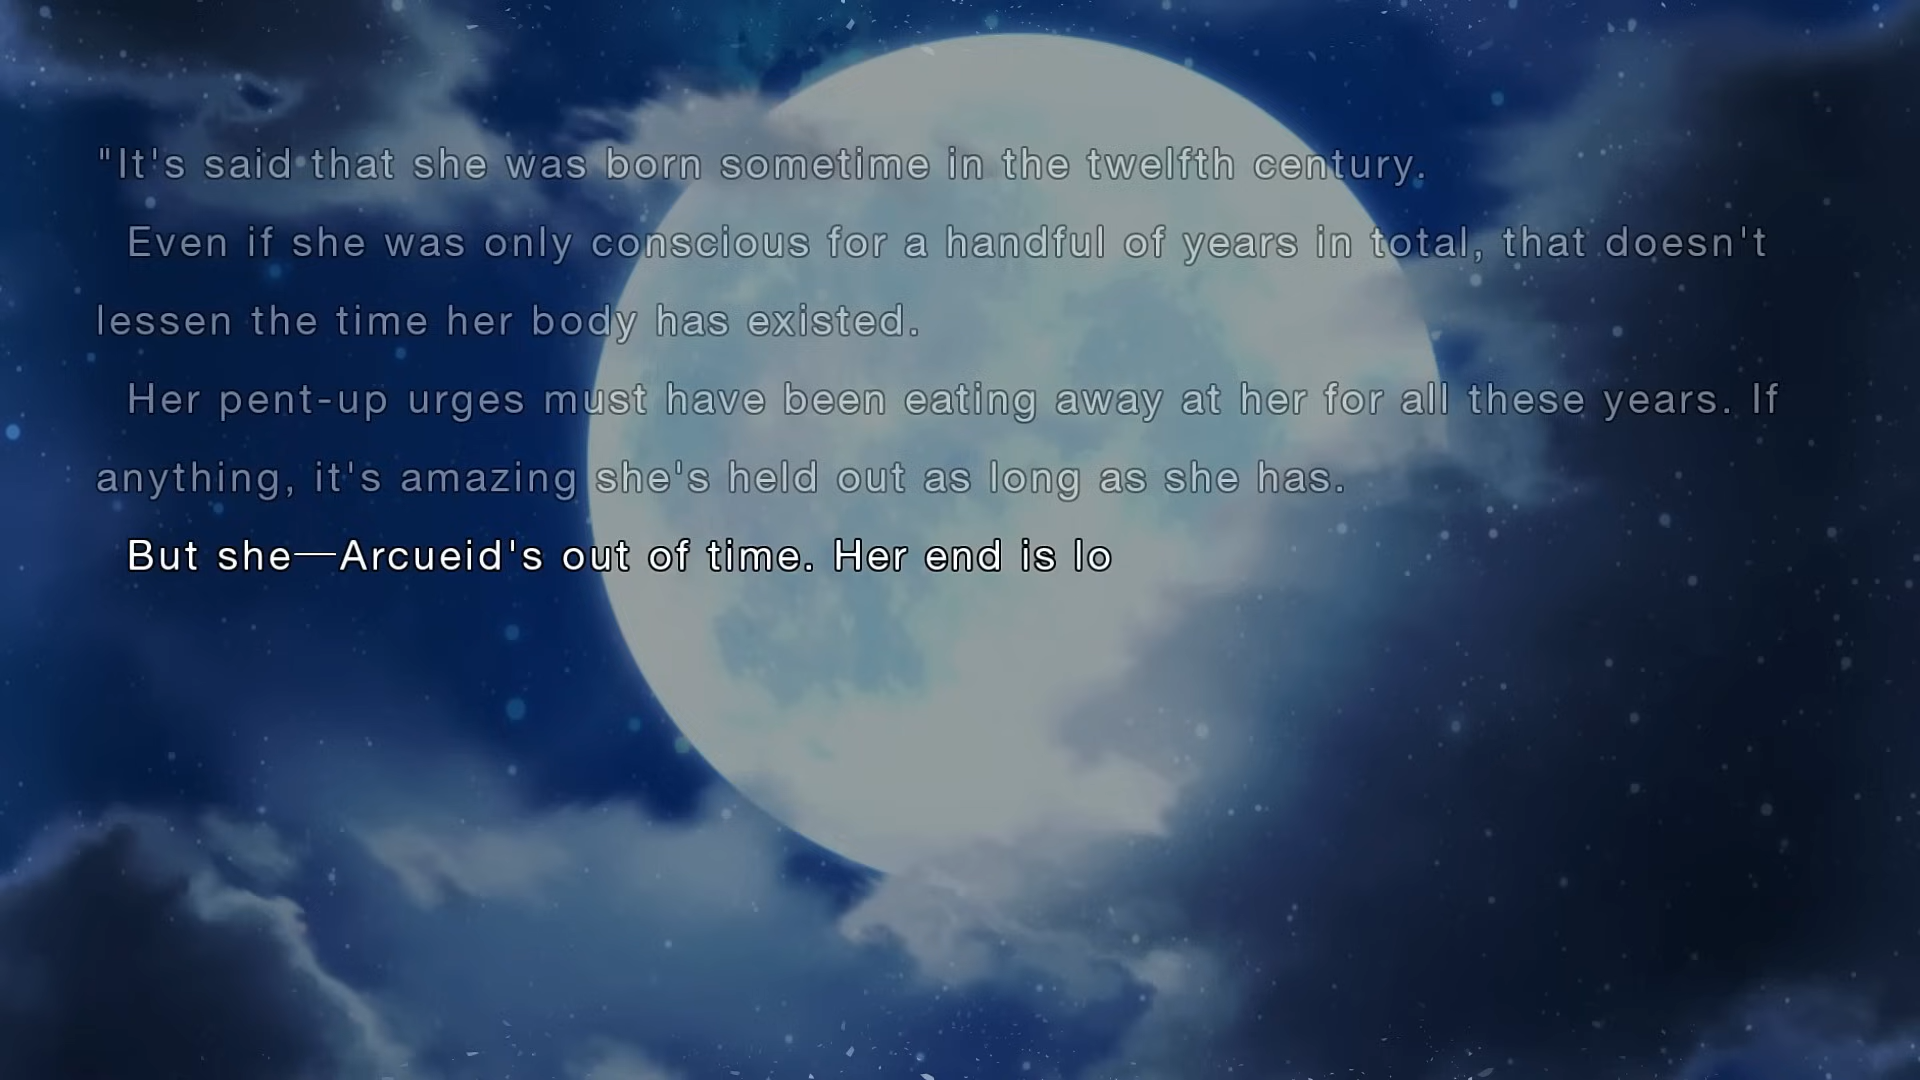 "It's said that she was born sometime in the twelfth century.
Even if she was only conscious for a handful of years in total, that doesn't
lessen the time her body has existed.
Her pent-up urges must have been eating away at her for all these years. If
anything, it's amazing she's held out as long as she has.
But she—Arcueid's out of time. Her end is lo